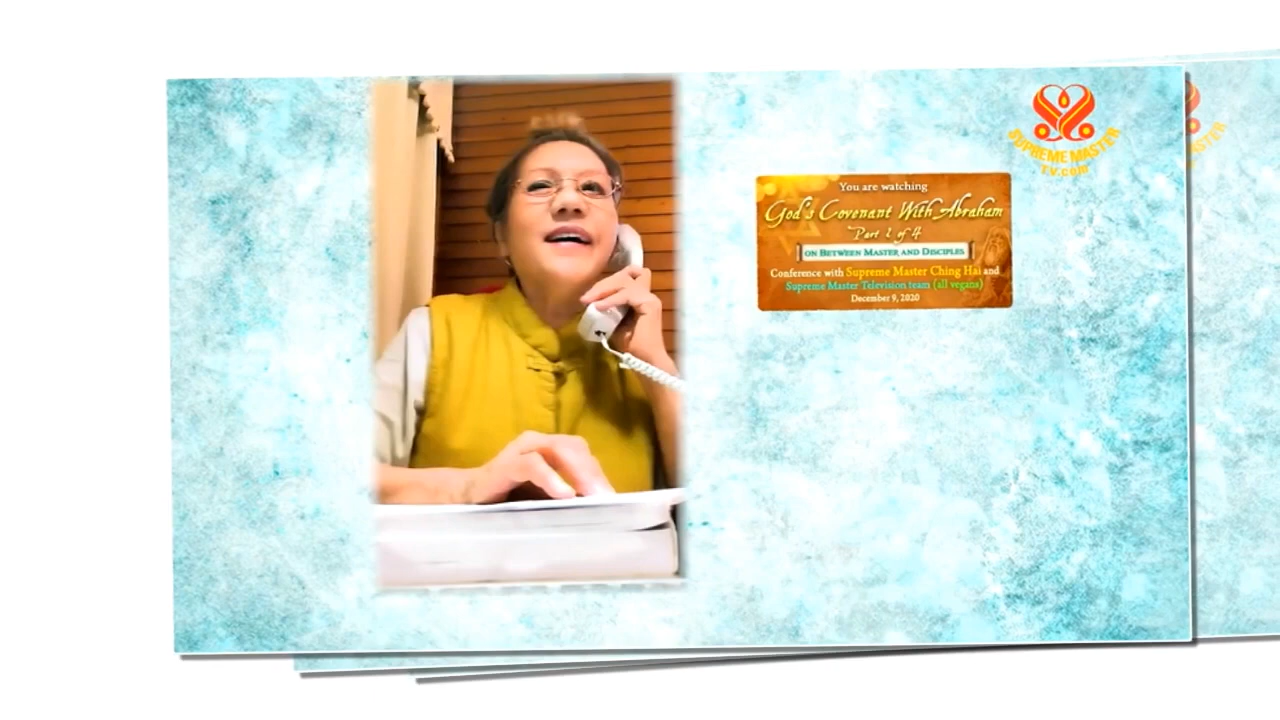 SUPREME MASTER
TV.com
You are watching
God's Covenant With Abraham
Part 1 of 4
ON BETWEEN MASTER AND DISCIPLES
Conference with Supreme Master Ching Hai and
Supreme Master Television team (all vegans)
December 9, 2020